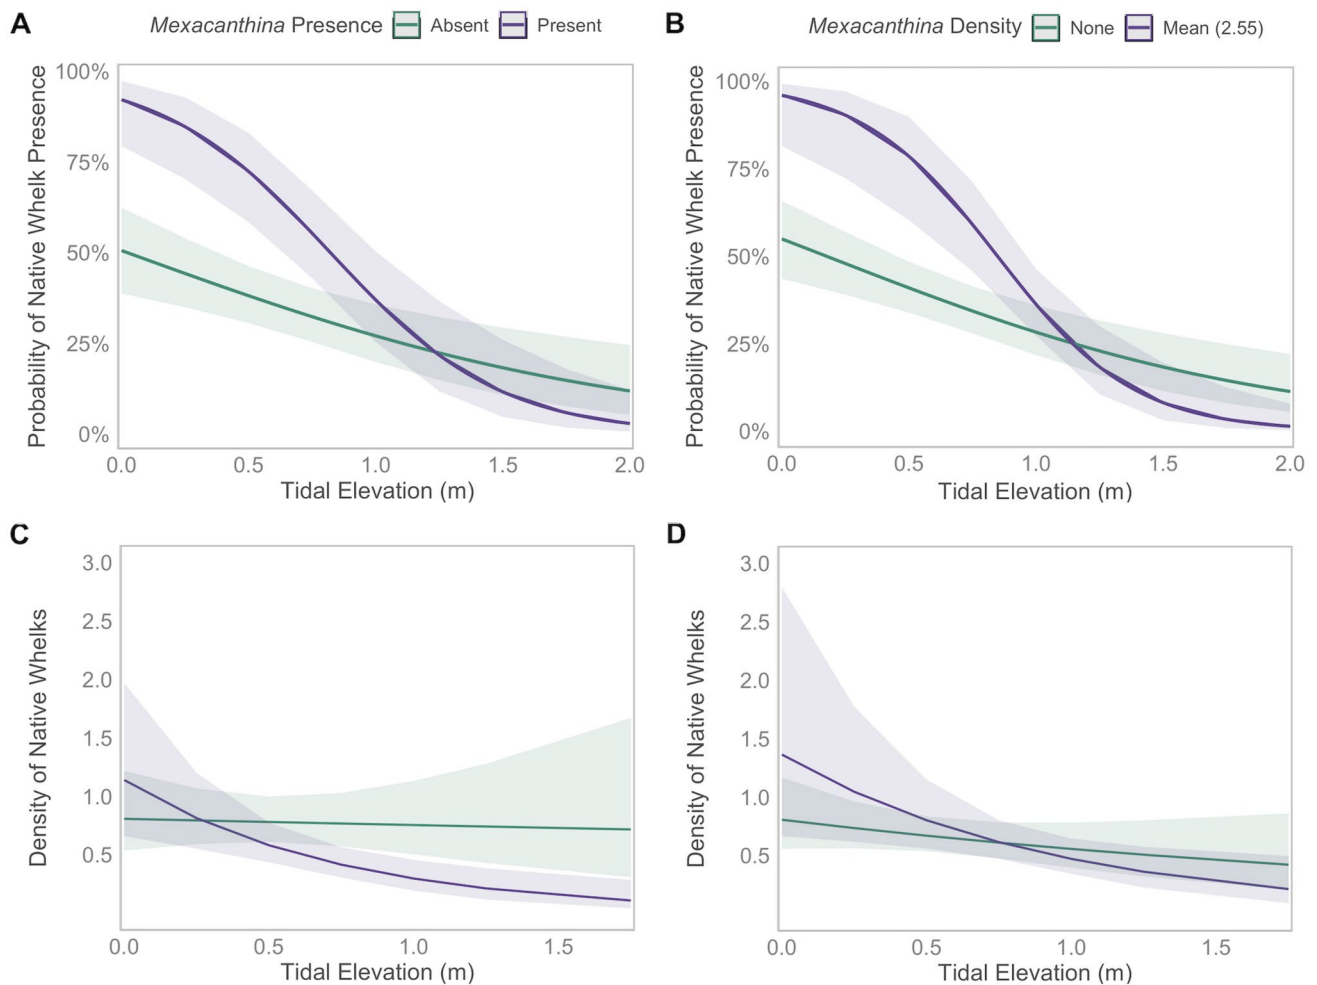 A
Mexacanthina Presence Absent Present
Probability of Native Whelk Presence
100%
75%
50%
25%
0%
0.0 0.5 1.0 1.5 2.0
Tidal Elevation (m)
B
Mexacanthina Density None Mean (2.55)
Probability of Native Whelk Presence
100%
75%
50%
25%
0%
0.0 0.5 1.0 1.5 2.0
Tidal Elevation (m)
C
Density of Native Whelks
3.0
2.5
2.0
1.5
1.0
0.5
0.0 0.5 1.0 1.5
Tidal Elevation (m)
D
Density of Native Whelks
3.0
2.5
2.0
1.5
1.0
0.5
0.0 0.5 1.0 1.5
Tidal Elevation (m)